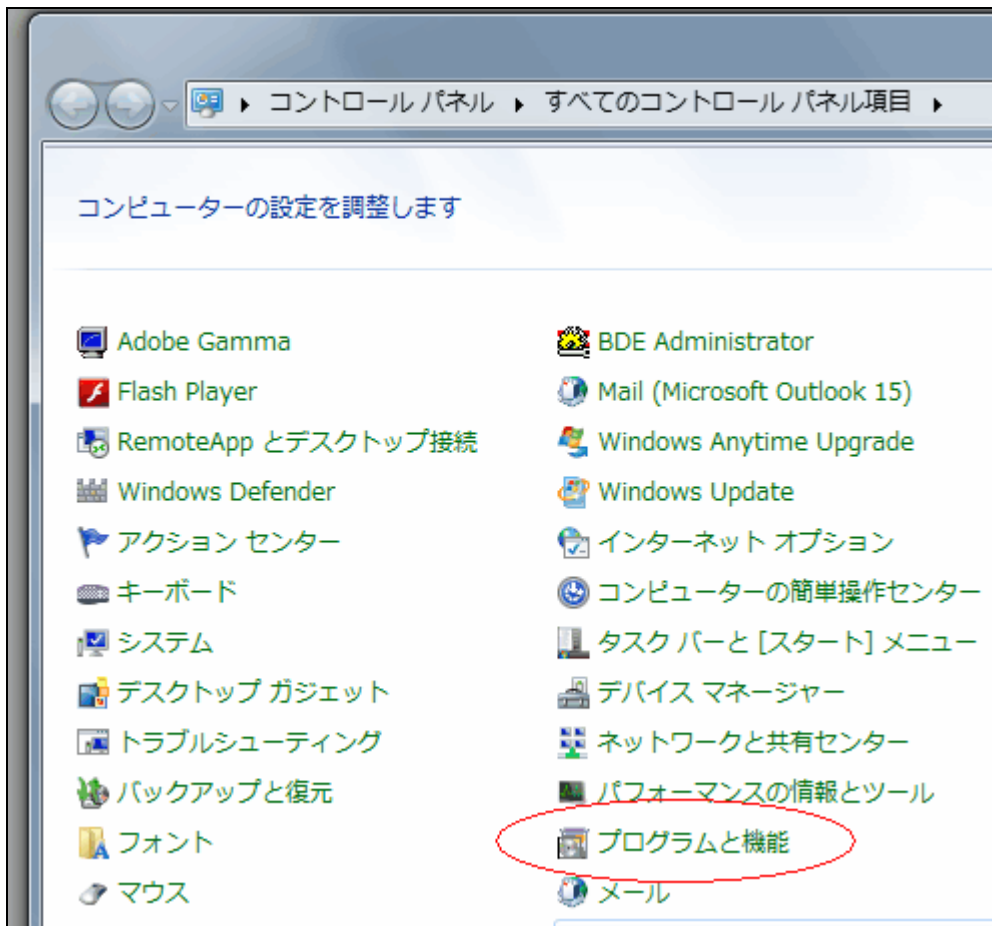 コントロール パネル ▸ すべてのコントロール パネル項目 ▸
コンピューターの設定を調整します
Adobe Gamma
BDE Administrator
Flash Player
Mail (Microsoft Outlook 15)
RemoteApp とデスクトップ接続
Windows Anytime Upgrade
Windows Defender
Windows Update
アクション センター
インターネット オプション
キーボード
コンピューターの簡単操作センター
システム
タスク バーと [スタート] メニュー
デスクトップ ガジェット
デバイス マネージャー
トラブルシューティング
ネットワークと共有センター
バックアップと復元
パフォーマンスの情報とツール
フォント
プログラムと機能
マウス
メール